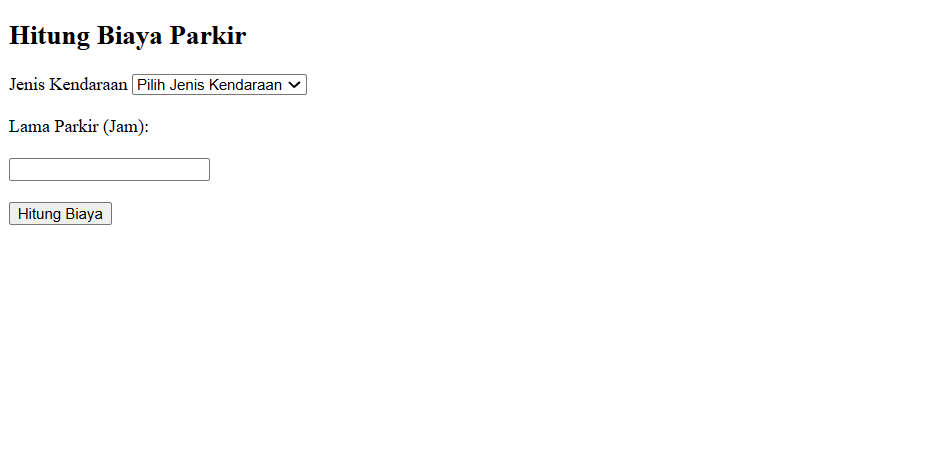 Hitung Biaya Parkir
Jenis Kendaraan Pilih Jenis Kendaraan
Lama Parkir (Jam):
Hitung Biaya